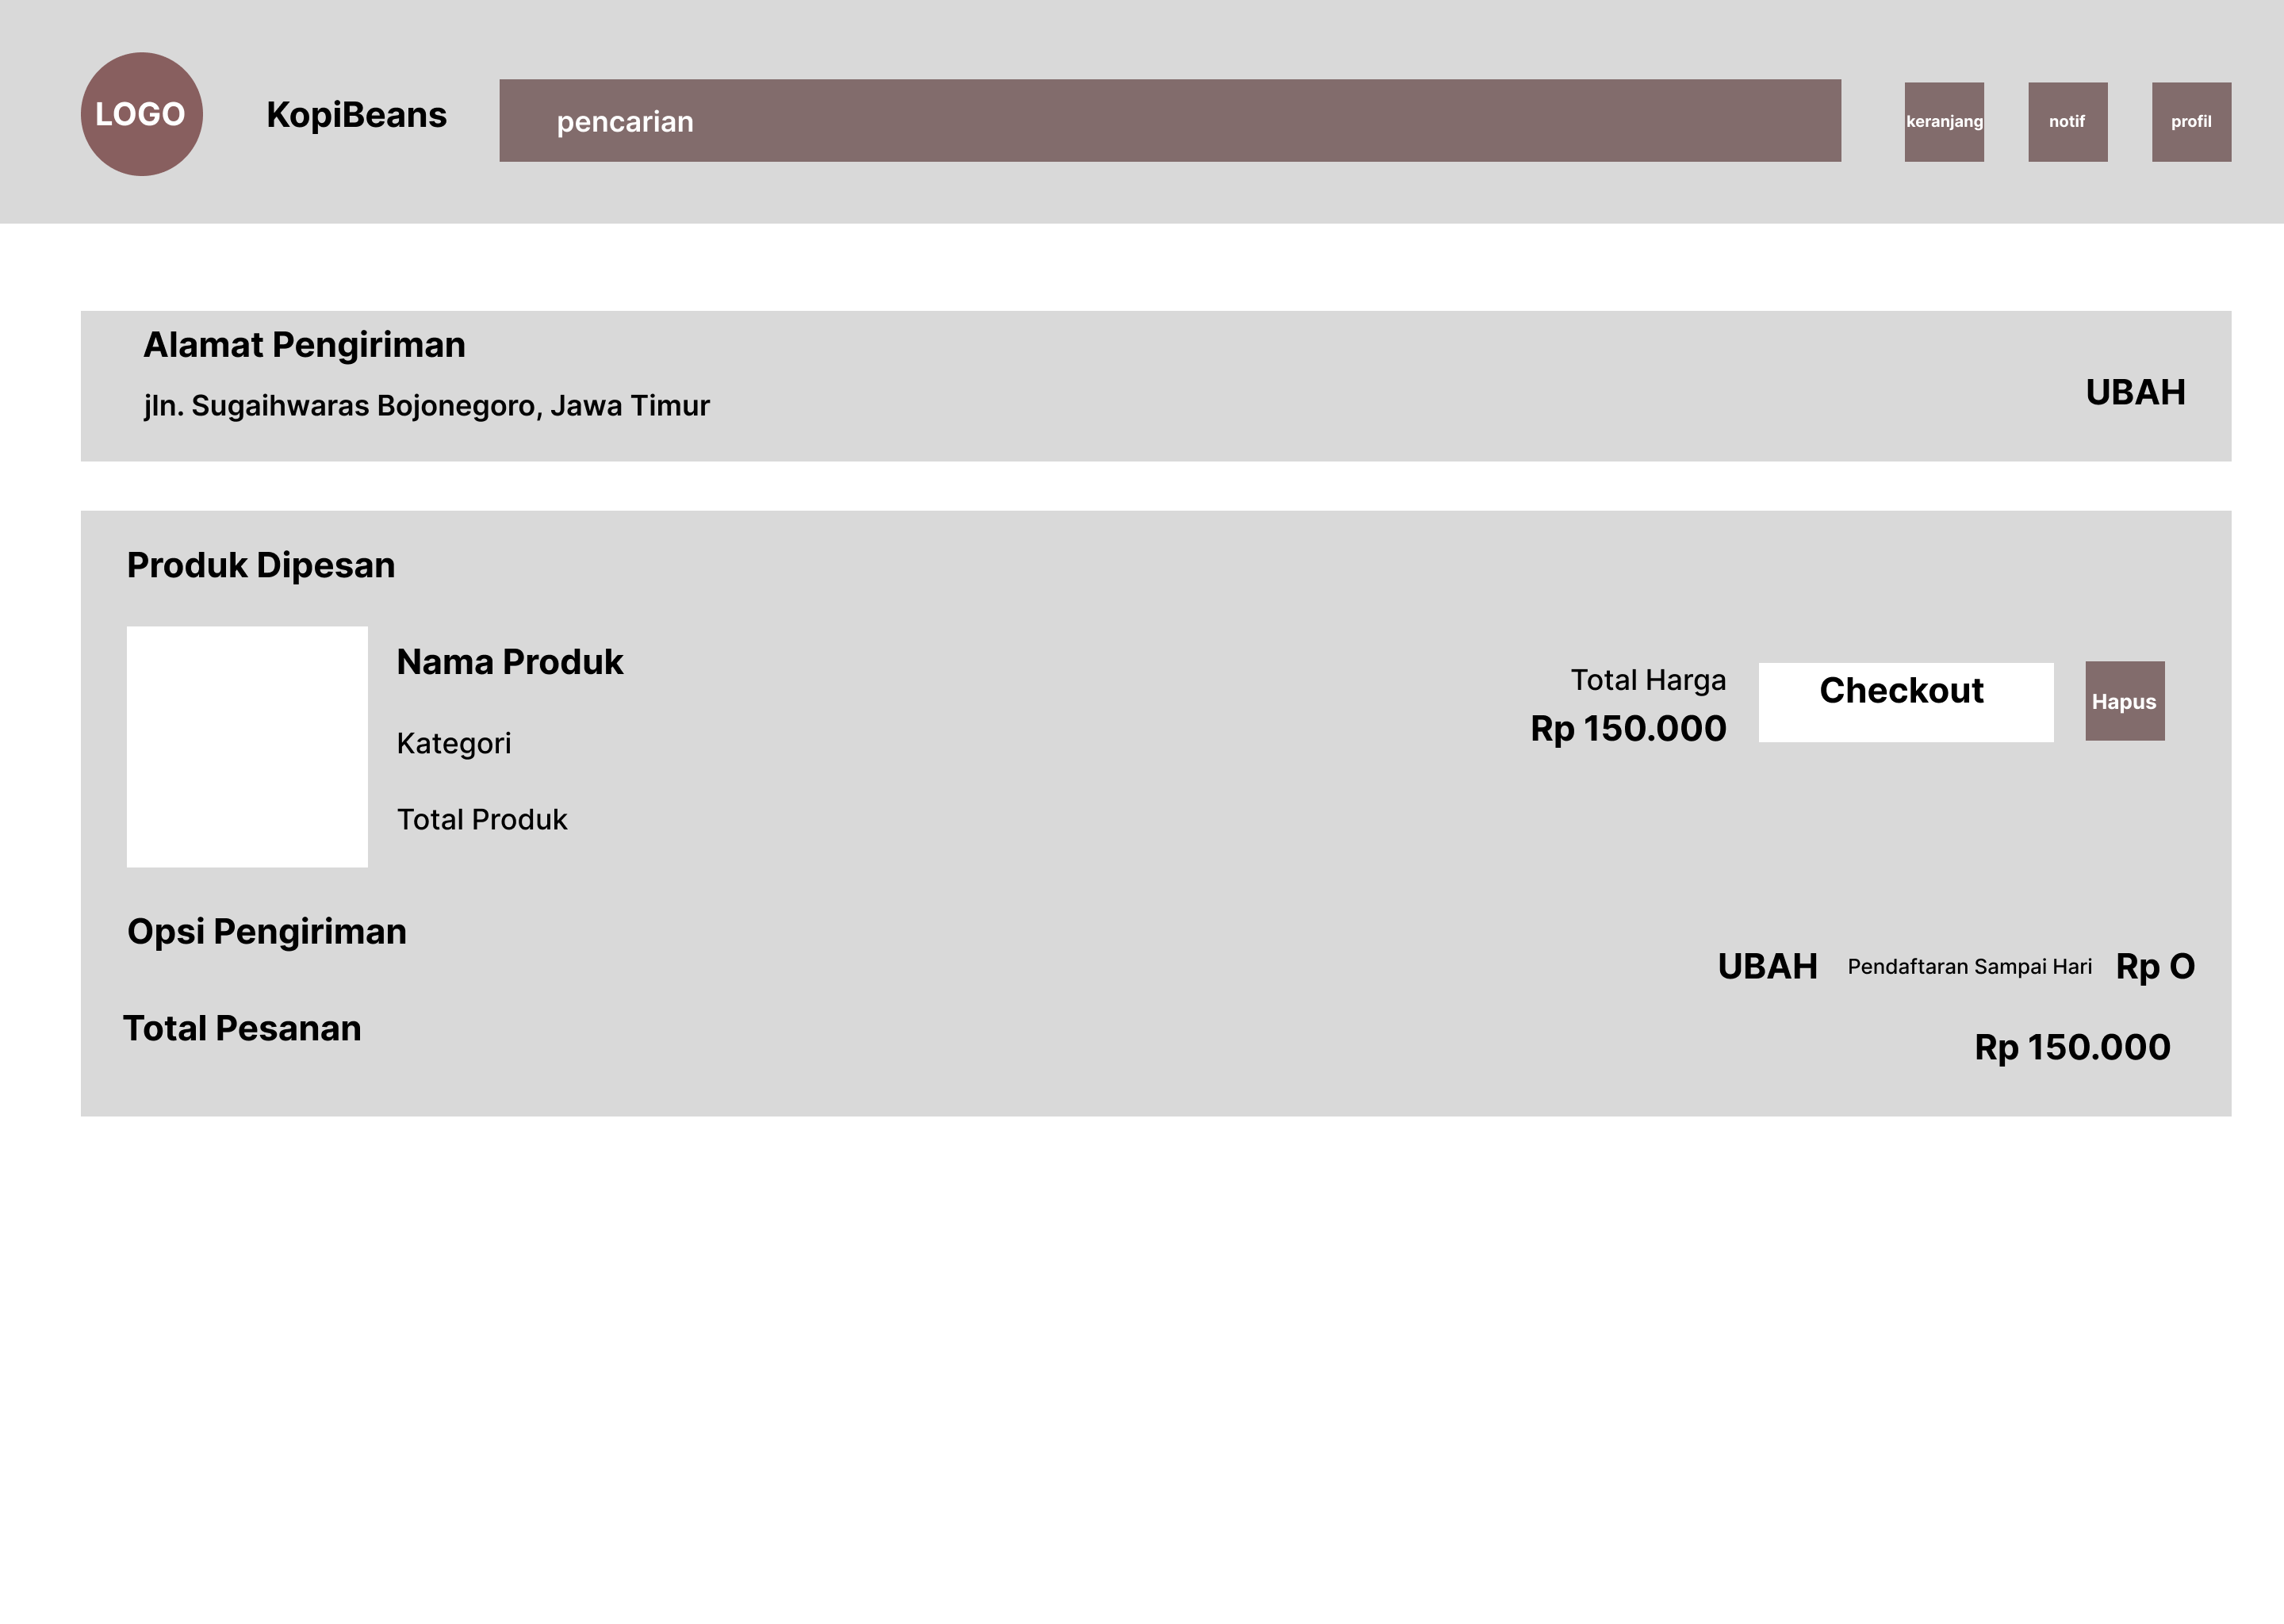 LOGO
KopiBeans
pencarian
keranjang
notif
profil
Alamat Pengiriman
jln. Sugaihwaras Bojonegoro, Jawa Timur
UBAH
Produk Dipesan
Nama Produk
Kategori
Total Produk
Total Harga
Rp 150.000
Checkout
Hapus
Opsi Pengiriman
UBAH
Pendaftaran Sampai Hari
Rp O
Total Pesanan
Rp 150.000